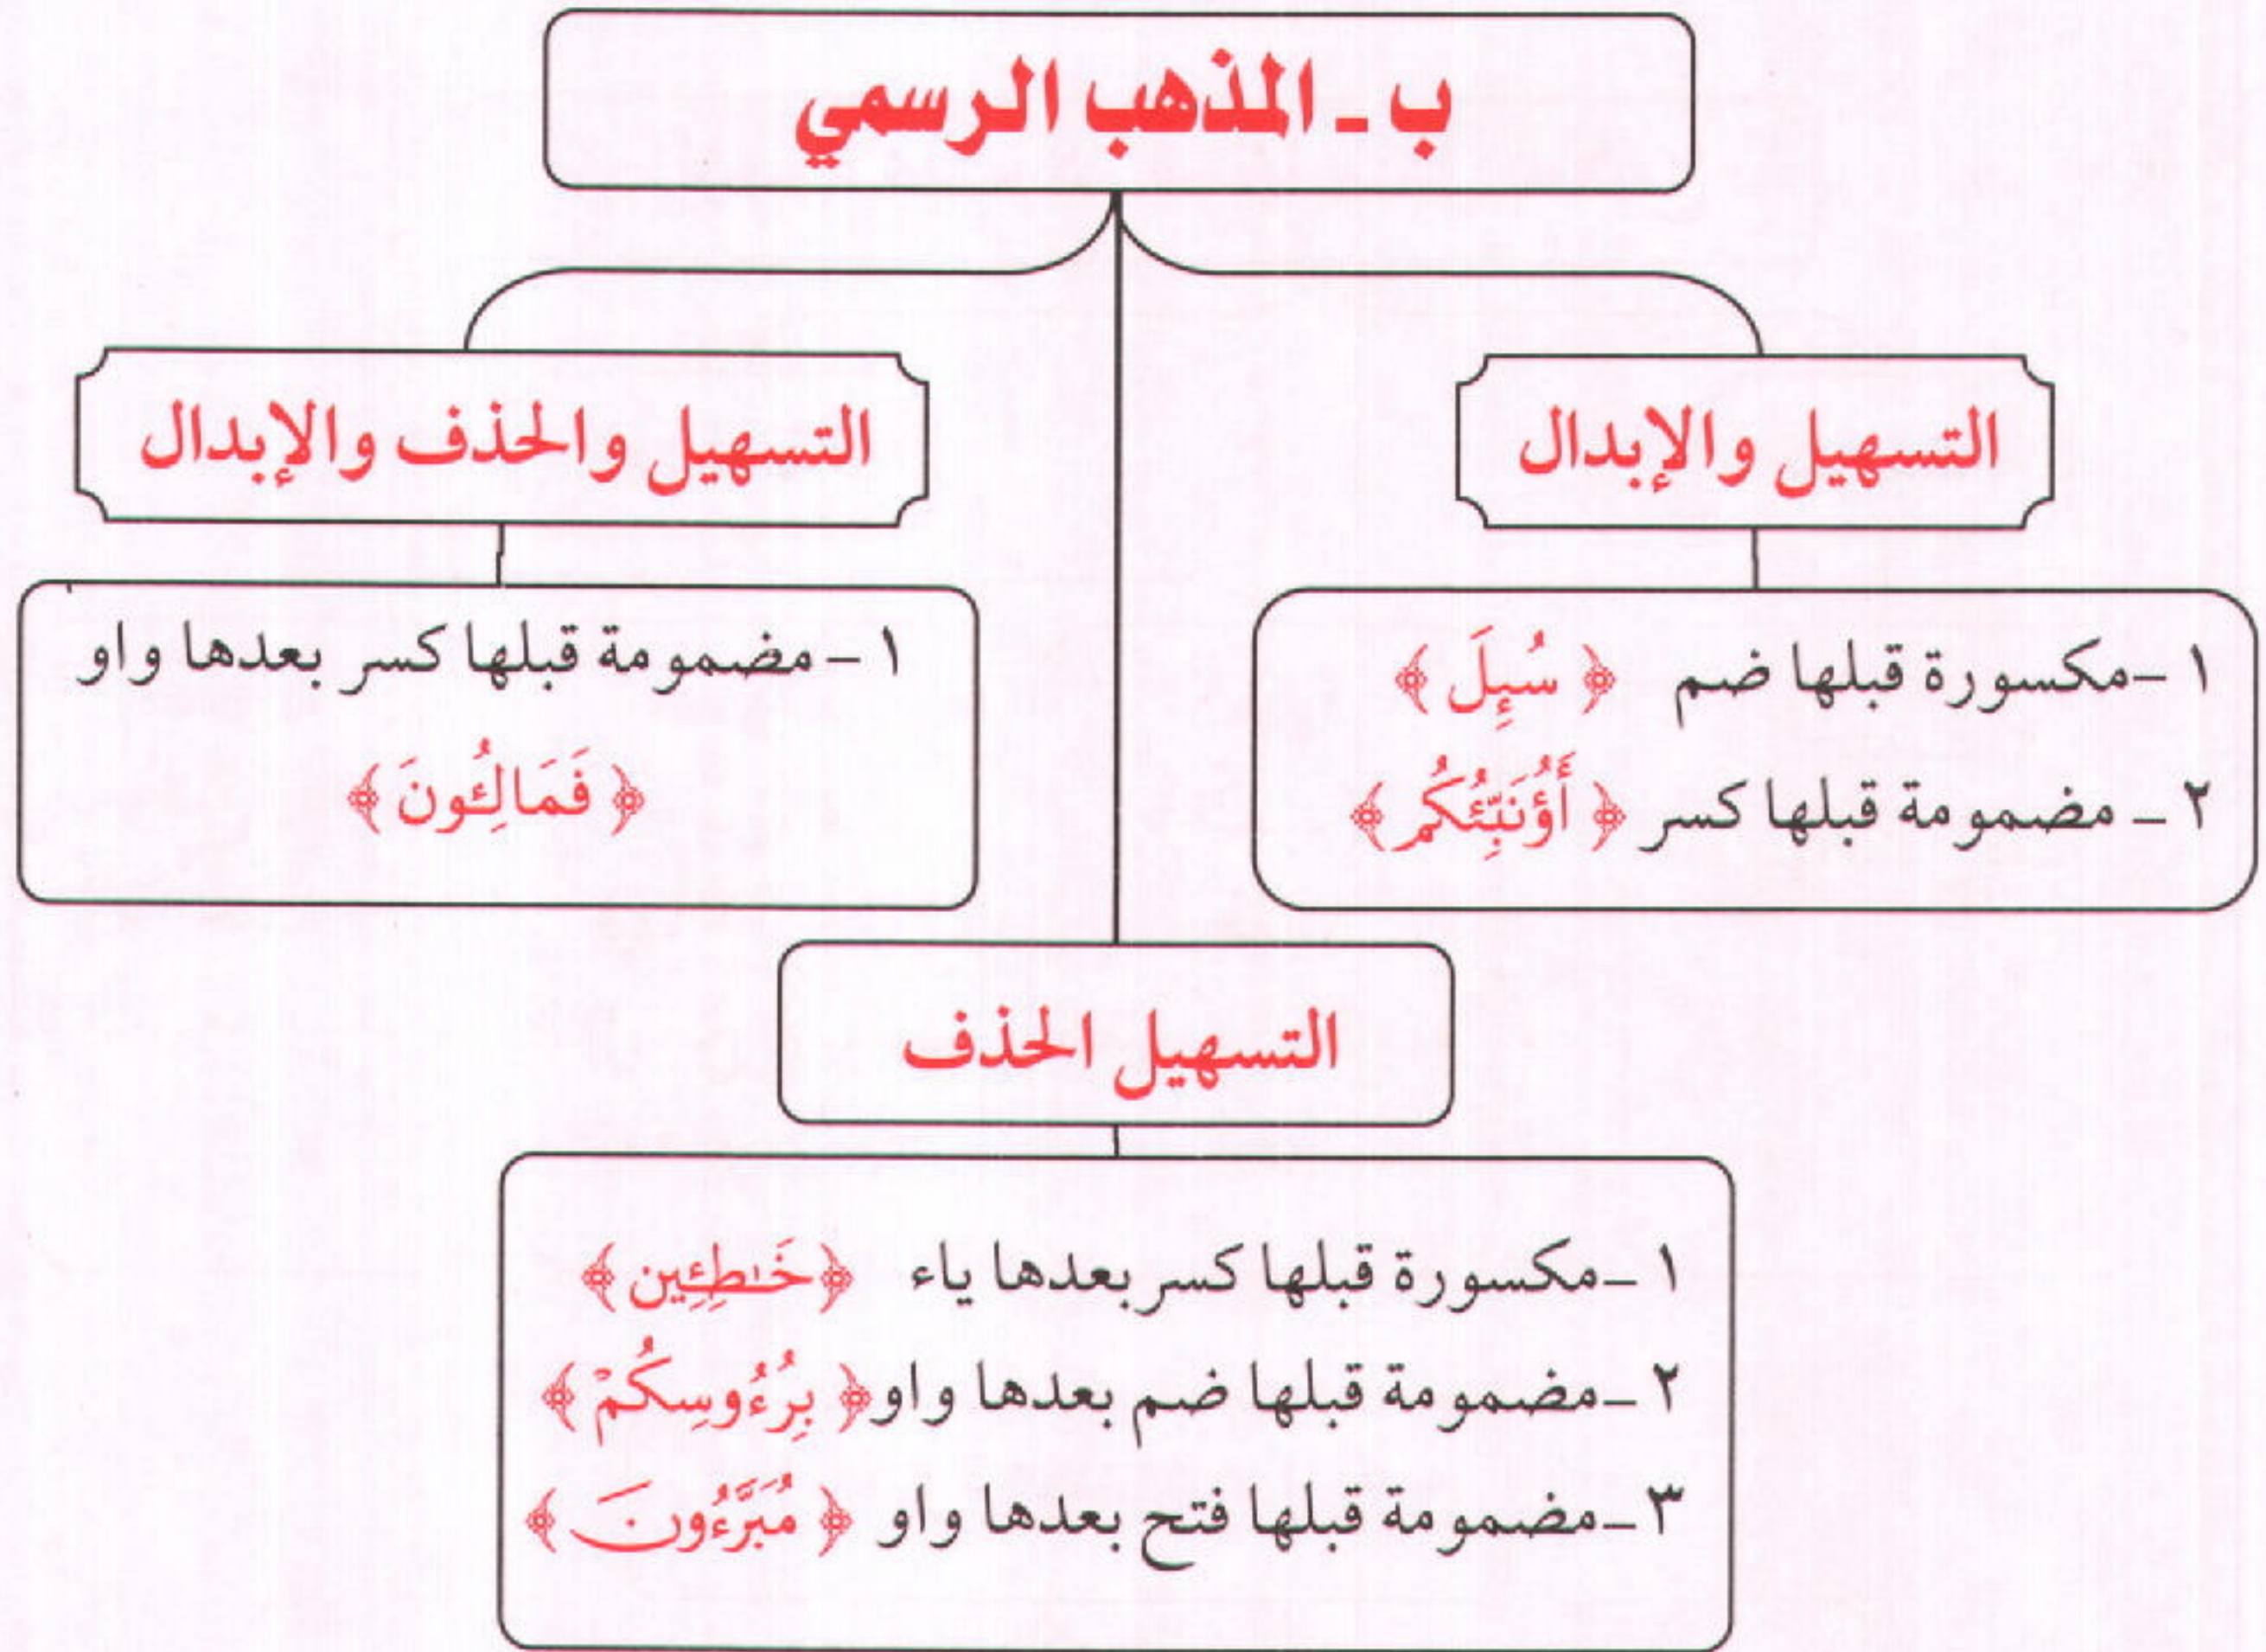 ب ـ المذهب الرسمي
التسهيل والإبدال
١ – مكسورة قبلها ضم ﴿ سُئِلَ ﴾
٢ ـ مضمومة قبلها كسر ﴿ أَؤُنَبِّئُكُم ﴾
التسهيل والحذف والإبدال
١ – مضمومة قبلها كسر بعدها واو
﴿ فَمَالِـُٔونَ ﴾
التسهيل الحذف
١ ـ مكسورة قبلها كسر بعدها ياء ﴿ خَـٰطِـِٔين ﴾
٢ ـ مضمومة قبلها ضم بعدها واو ﴿ بِرُءُوسِكُمْ ﴾
٣ ـ مضمومة قبلها فتح بعدها واو ﴿ مُبَرَّءُونَ ﴾